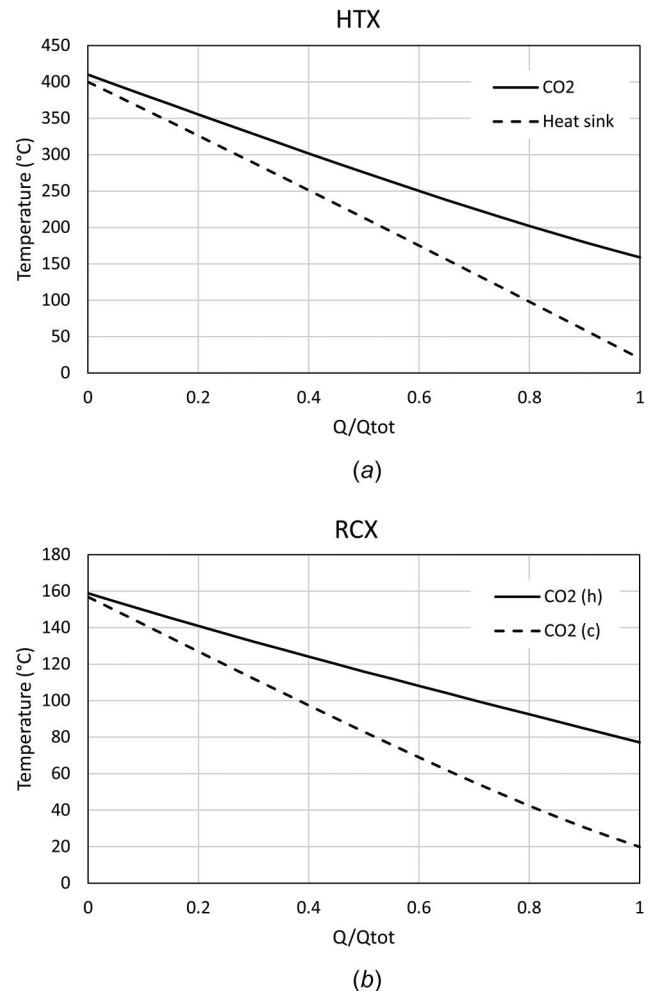 HTX
450
400
350
300
250
200
150
100
50
0
Temperature (°C)
CO2
Heat sink
0 0.2 0.4 0.6 0.8 1
Q/Qtot
(a)
RCX
180
160
140
120
100
80
60
40
20
0
Temperature (°C)
CO2 (h)
CO2 (c)
0 0.2 0.4 0.6 0.8 1
Q/Qtot
(b)